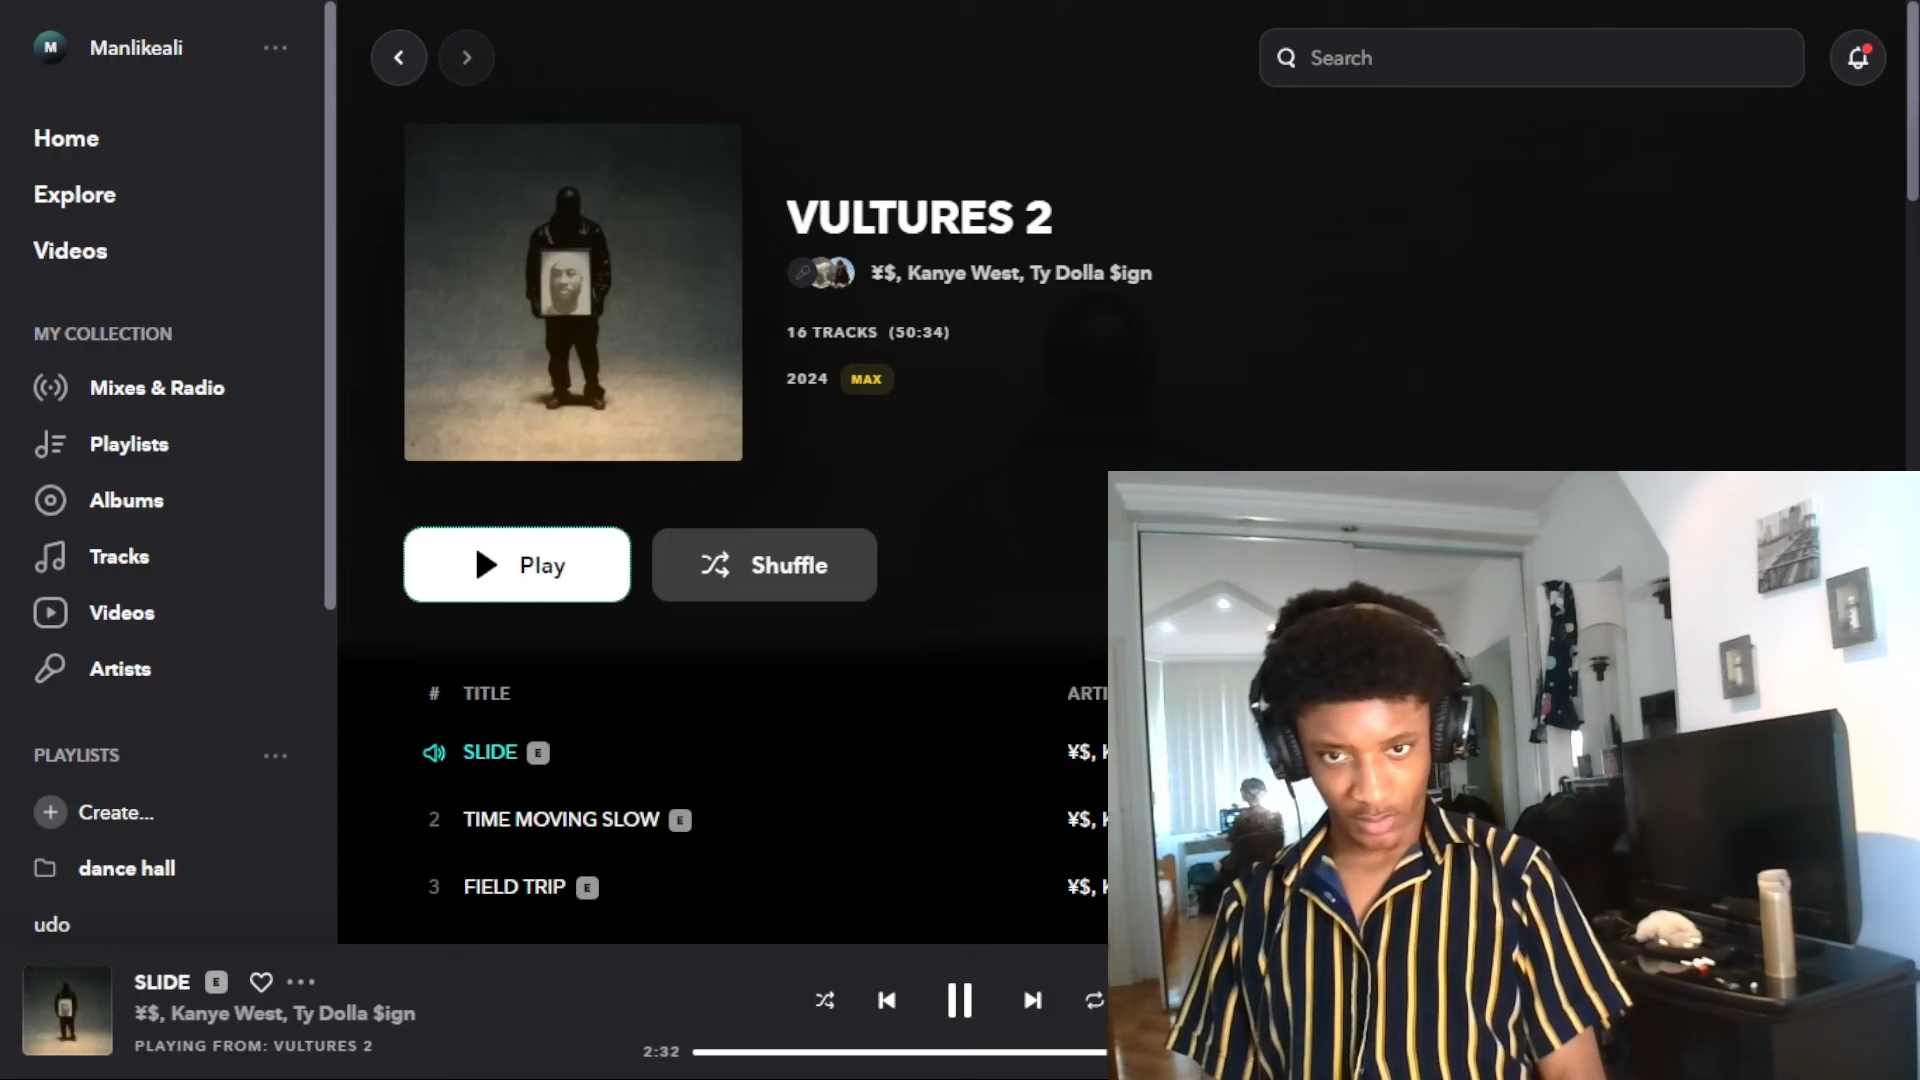 M Manlikeali
Home
Explore
Videos
MY COLLECTION
Mixes & Radio
Playlists
Albums
Tracks
Videos
Artists
PLAYLISTS
Create...
dance hall
udo
Search
VULTURES 2
¥$, Kanye West, Ty Dolla $ign
16 TRACKS (50:34)
2024 MAX
Play
Shuffle
# TITLE ARTI
SLIDE E ¥$, K
2 TIME MOVING SLOW E ¥$, K
3 FIELD TRIP E ¥$, K
SLIDE E
¥$, Kanye West, Ty Dolla $ign
PLAYING FROM: VULTURES 2
2:32